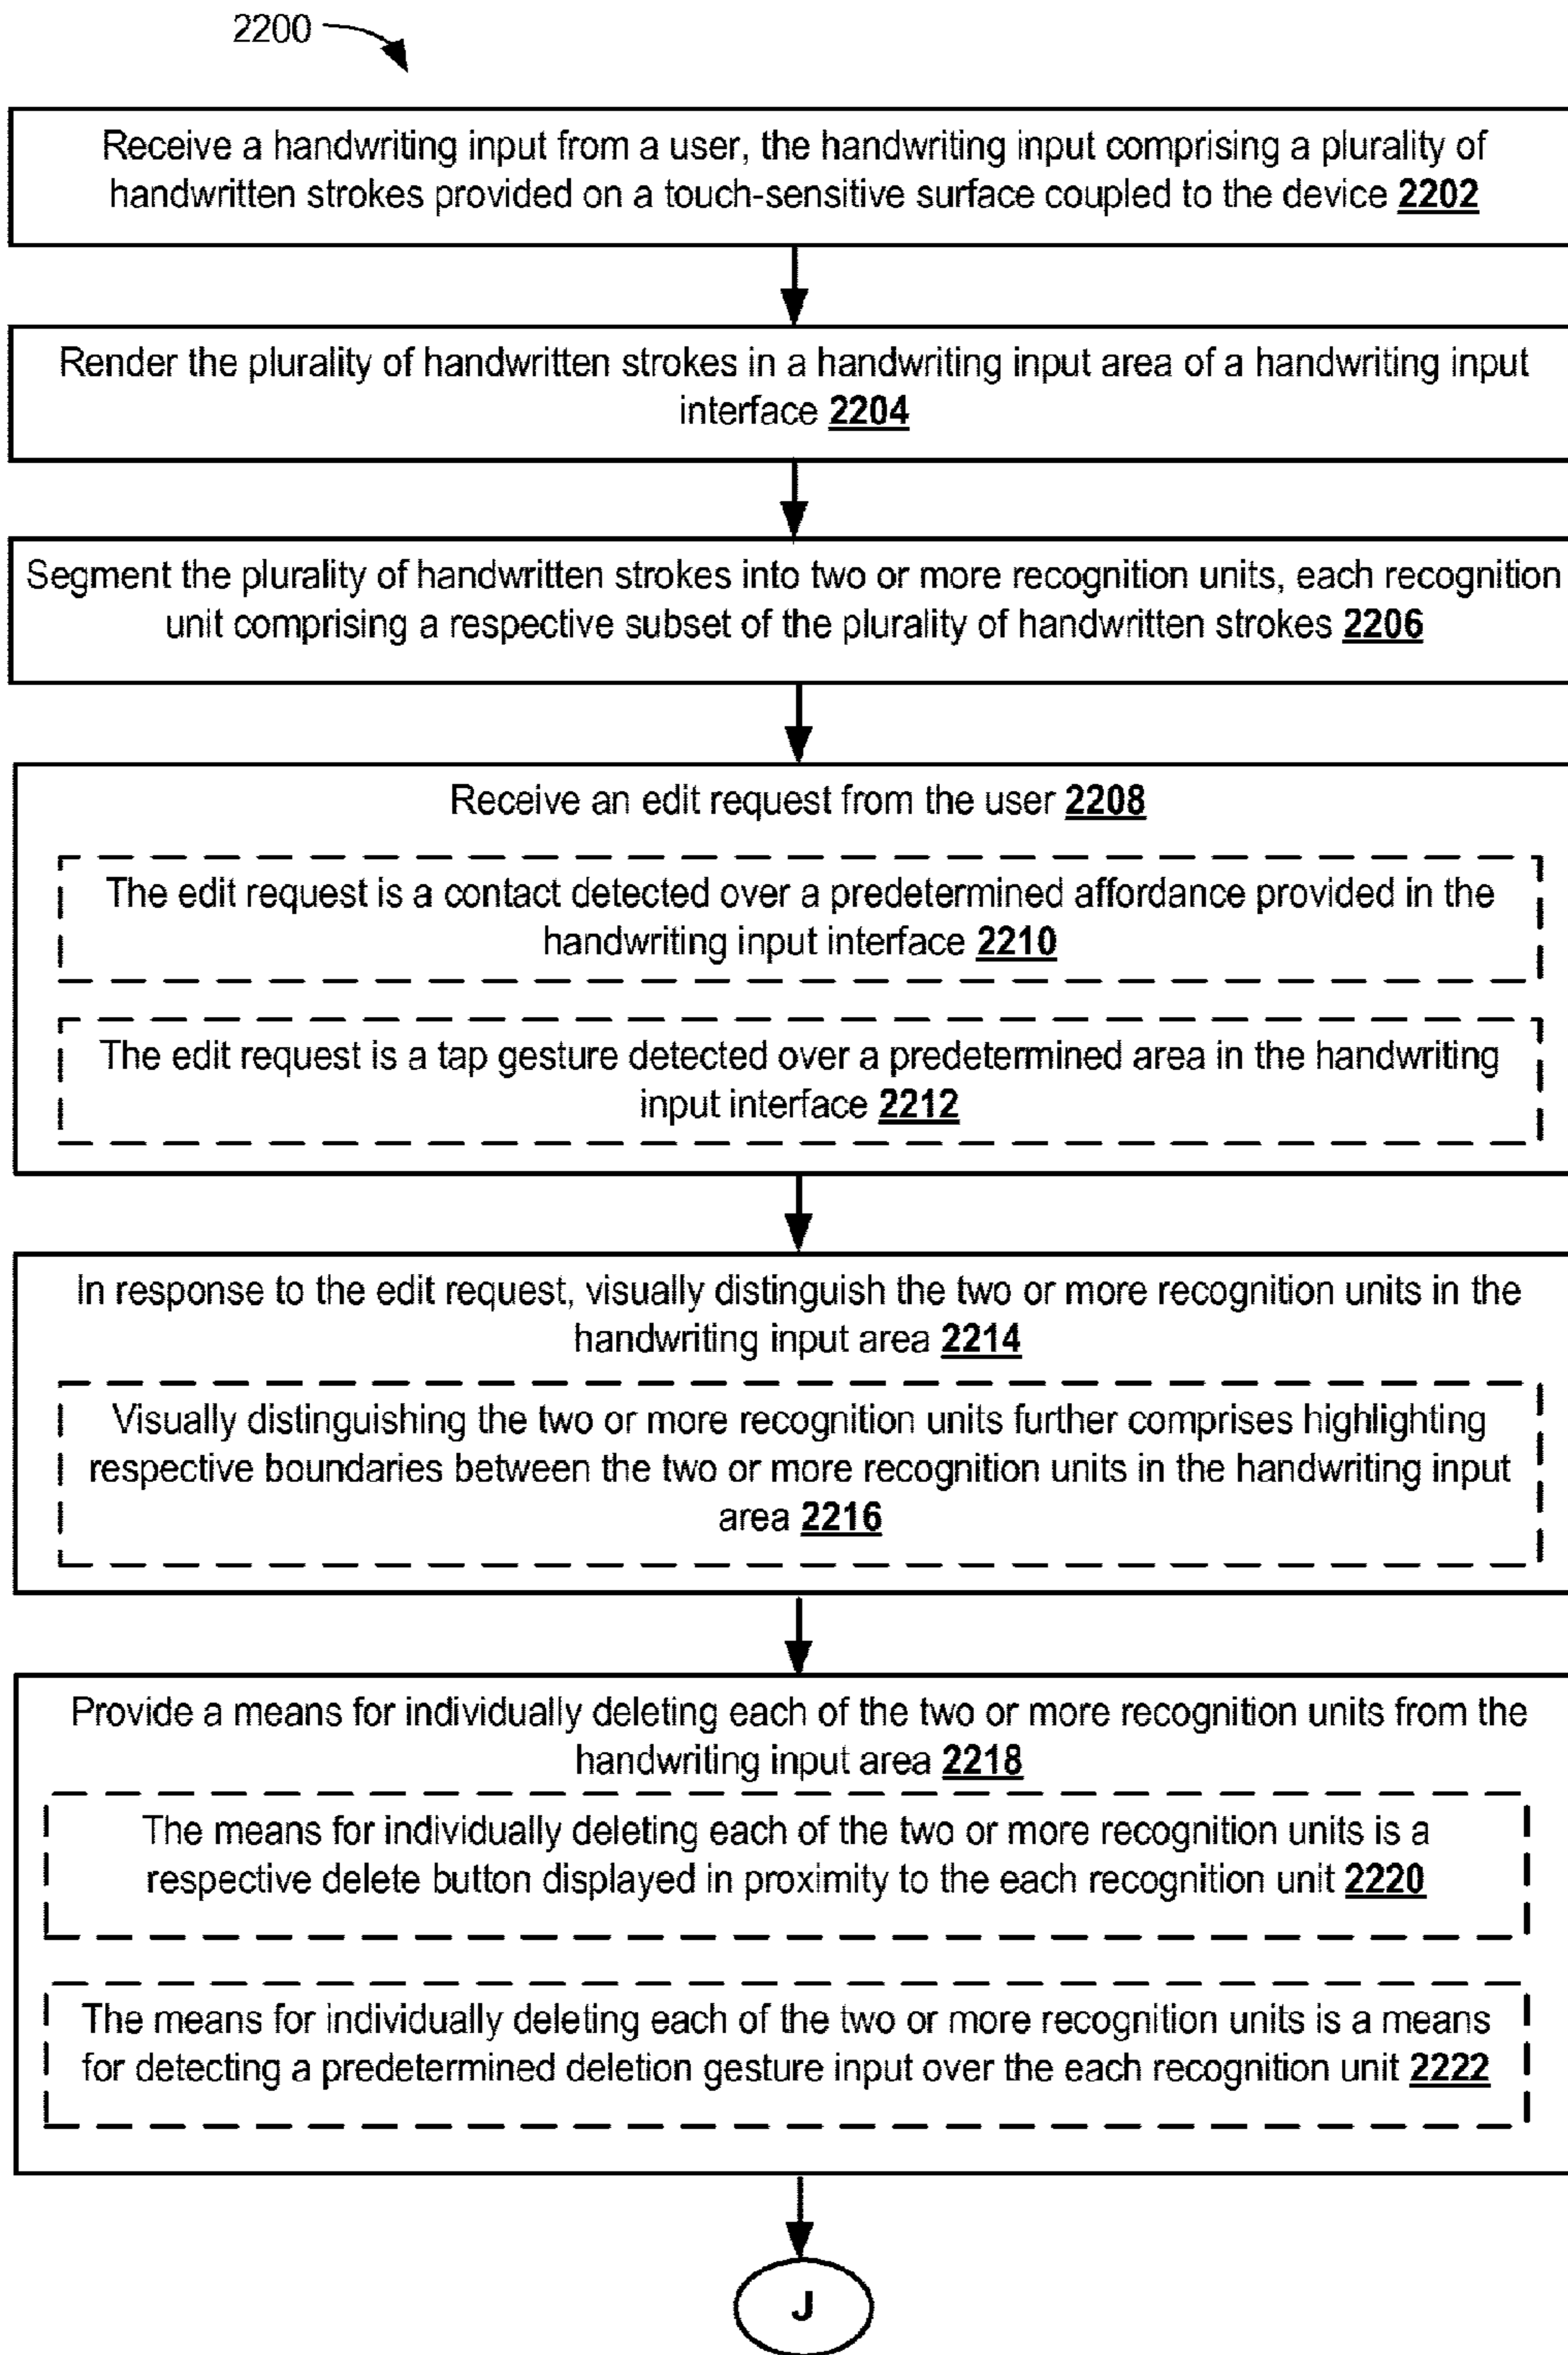 2200
Receive a handwriting input from a user, the handwriting input comprising a plurality of
handwritten strokes provided on a touch-sensitive surface coupled to the device 2202
Render the plurality of handwritten strokes in a handwriting input area of a handwriting input
interface 2204
Segment the plurality of handwritten strokes into two or more recognition units, each recognition
unit comprising a respective subset of the plurality of handwritten strokes 2206
Receive an edit request from the user 2208
The edit request is a contact detected over a predetermined affordance provided in the
handwriting input interface 2210
The edit request is a tap gesture detected over a predetermined area in the handwriting
input interface 2212
In response to the edit request, visually distinguish the two or more recognition units in the
handwriting input area 2214
Visually distinguishing the two or more recognition units further comprises highlighting
respective boundaries between the two or more recognition units in the handwriting input
area 2216
Provide a means for individually deleting each of the two or more recognition units from the
handwriting input area 2218
The means for individually deleting each of the two or more recognition units is a
respective delete button displayed in proximity to the each recognition unit 2220
The means for individually deleting each of the two or more recognition units is a means
for detecting a predetermined deletion gesture input over the each recognition unit 2222
J